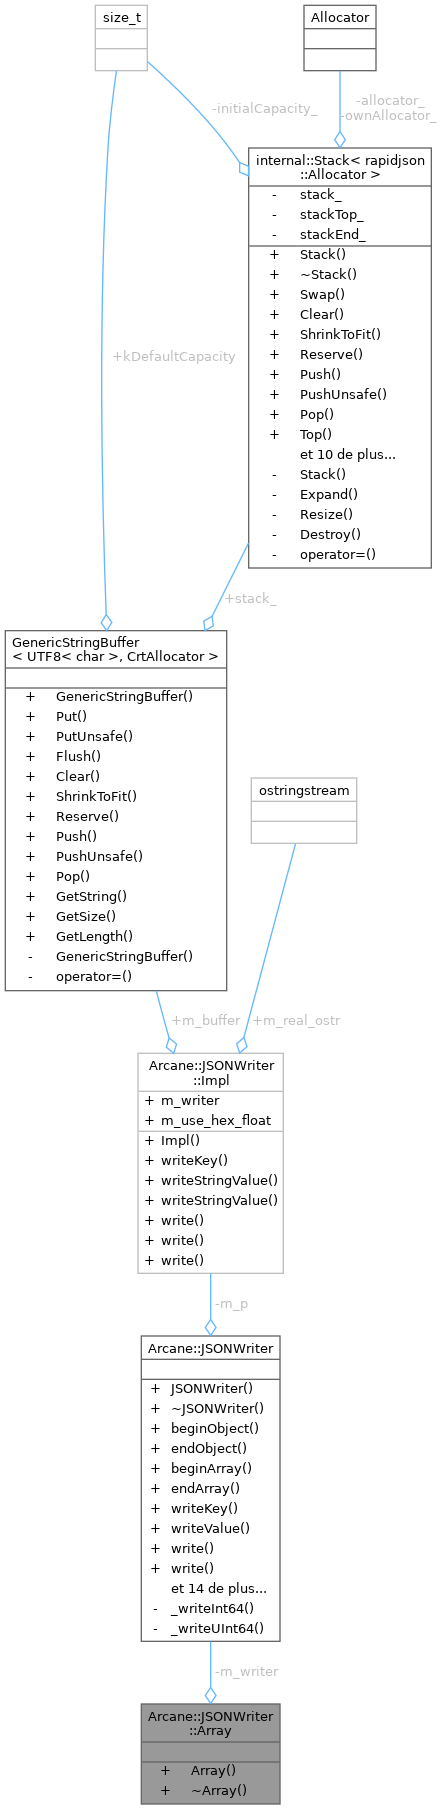 size_t
Allocator
-initialCapacity_
-allocator_
-ownAllocator_
internal::Stack< rapidjson
::Allocator >
- stack_
- stackTop_
- stackEnd_
+ Stack()
+ ~Stack()
+ Swap()
+ Clear()
+ ShrinkToFit()
+ Reserve()
+ Push()
+ PushUnsafe()
+ Pop()
+ Top()
et 10 de plus...
- Stack()
- Expand()
- Resize()
- Destroy()
- operator=()
+kDefaultCapacity
+stack_
GenericStringBuffer
< UTF8< char >, CrtAllocator >
+ GenericStringBuffer()
+ Put()
+ PutUnsafe()
+ Flush()
+ Clear()
+ ShrinkToFit()
+ Reserve()
+ Push()
+ PushUnsafe()
+ Pop()
+ GetString()
+ GetSize()
+ GetLength()
- GenericStringBuffer()
- operator=()
ostringstream
+m_buffer
+m_real_ostr
Arcane::JSONWriter
::Impl
+ m_writer
+ m_use_hex_float
+ Impl()
+ writeKey()
+ writeStringValue()
+ writeStringValue()
+ write()
+ write()
+ write()
-m_p
Arcane::JSONWriter
+ JSONWriter()
+ ~JSONWriter()
+ beginObject()
+ endObject()
+ beginArray()
+ endArray()
+ writeKey()
+ writeValue()
+ write()
+ write()
et 14 de plus...
- _writeInt64()
- _writeUInt64()
-m_writer
Arcane::JSONWriter
::Array
+ Array()
+ ~Array()